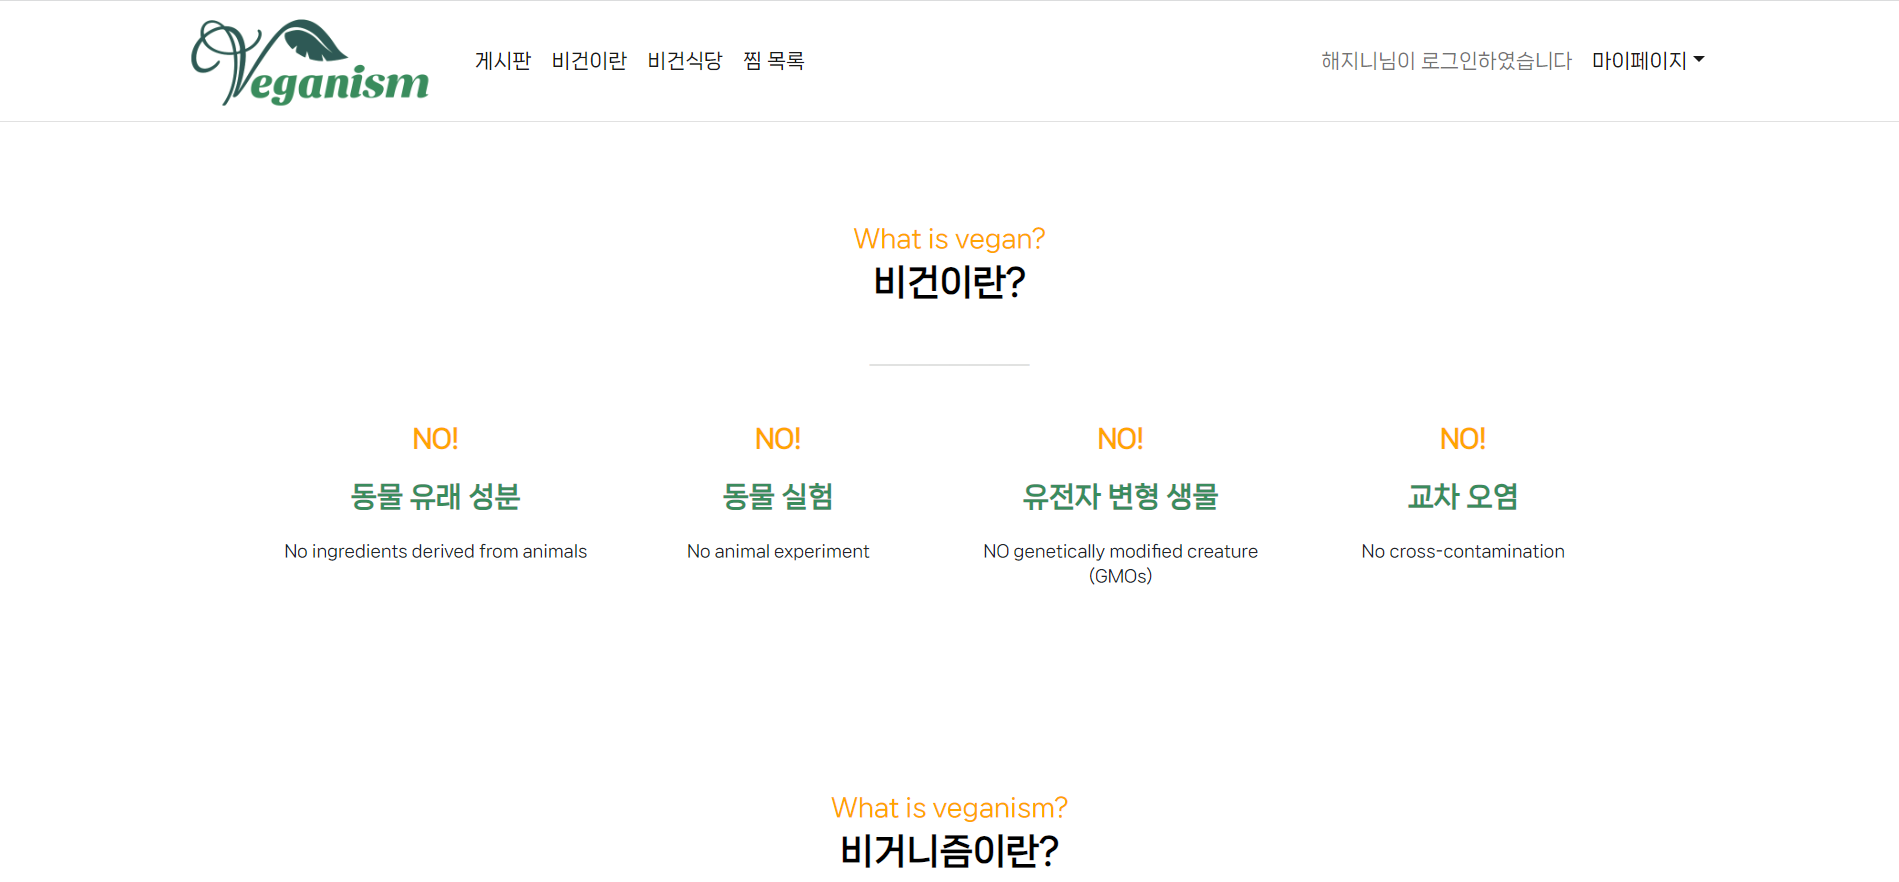 Veganism
게시판 비건이란 비건식당 찜 목록
해지니님이 로그인하였습니다 마이페이지
What is vegan?
비건이란?
NO!
동물 유래 성분
No ingredients derived from animals
NO!
동물 실험
No animal experiment
NO!
유전자 변형 생물
NO genetically modified creature
(GMOs)
NO!
교차 오염
No cross-contamination
What is veganism?
비거니즘이란?